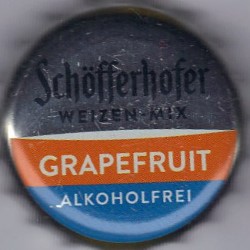 Schöfferhofer
WEIZEN-MIX
GRAPEFRUIT
ALKOHOLFREI